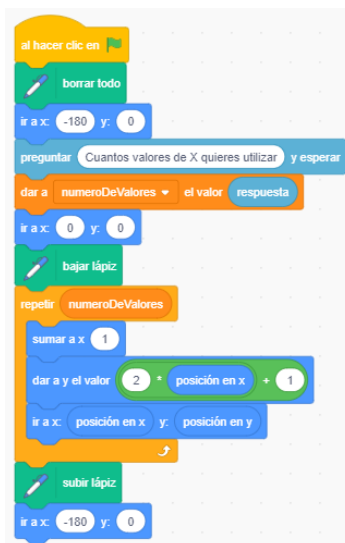 al hacer clic en
borrar todo
ir a x: -180 y: 0
preguntar Cuantos valores de X quieres utilizar y esperar
dar a numeroDeValores el valor respuesta
ir a x: 0 y: 0
bajar lápiz
repetir numeroDeValores
sumar a x 1
dar a y el valor 2 * posición en x + 1
ir a x: posición en x y: posición en y
subir lápiz
ir a x: -180 y: 0